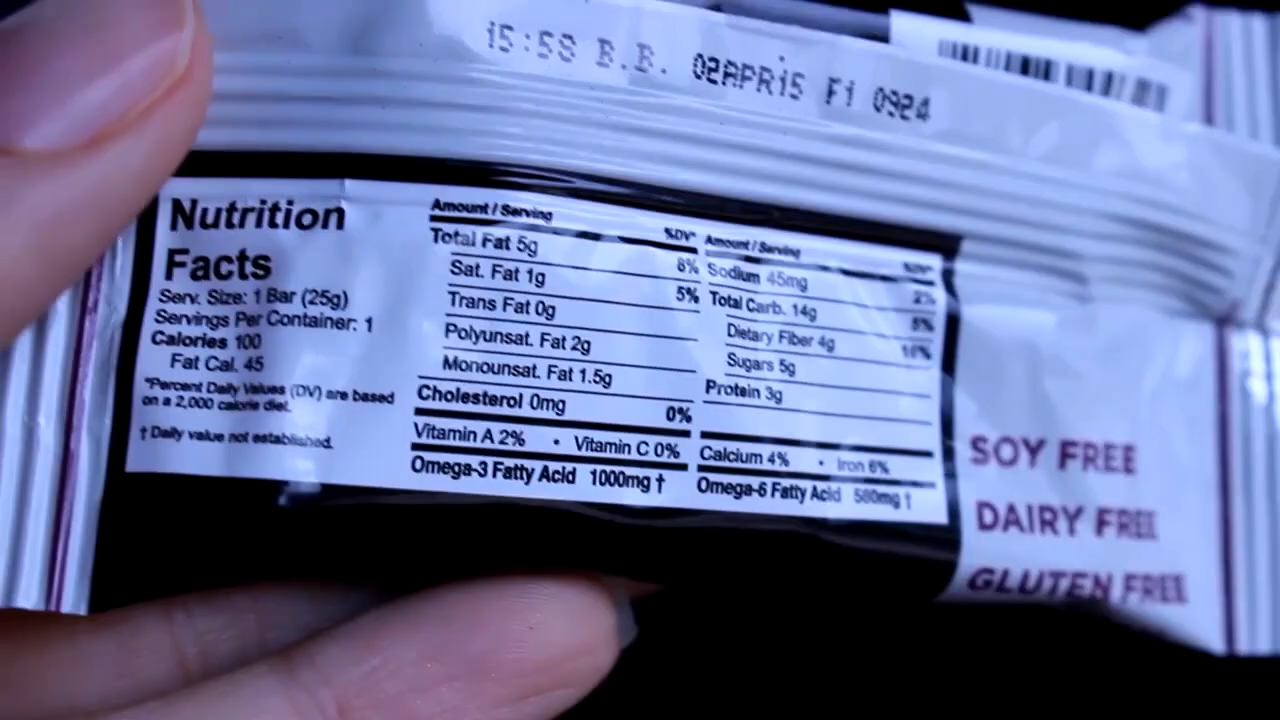 15:58 B.B. 02APR15 F1 0924
Nutrition
Facts
Serv. Size: 1 Bar (25g)
Servings Per Container: 1
Calories 100
Fat Cal. 45
*Percent Daily Values (DV) are based
on a 2,000 calorie diet.
† Daily value not established.
Amount / Serving %DV*
Total Fat 5g 8%
Sat. Fat 1g 5%
Trans Fat 0g
Polyunsat. Fat 2g
Monounsat. Fat 1.5g
Cholesterol 0mg 0%
Vitamin A 2% • Vitamin C 0%
Omega-3 Fatty Acid 1000mg †
Amount / Serving %DV*
Sodium 45mg 2%
Total Carb. 14g 5%
Dietary Fiber 4g 16%
Sugars 5g
Protein 3g
Calcium 4% • Iron 6%
Omega-6 Fatty Acid 580mg †
SOY FREE
DAIRY FREE
GLUTEN FREE